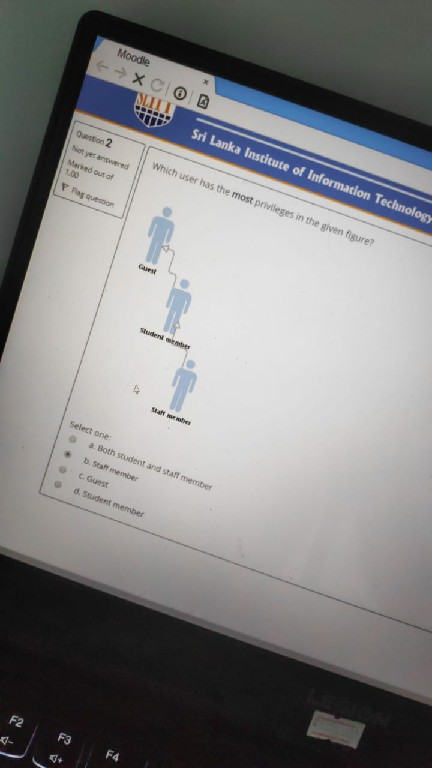 Moodle
SLIIT
Sri Lanka Institute of Information Technology
Question 2
Not yet answered
Marked out of
1.00
Flag question
Which user has the most privileges in the given figure?
Guest
Student member
Staff member
Select one:
a. Both student and staff member
b. Staff member
c. Guest
d. Student member
LEGION
F2
F3
F4